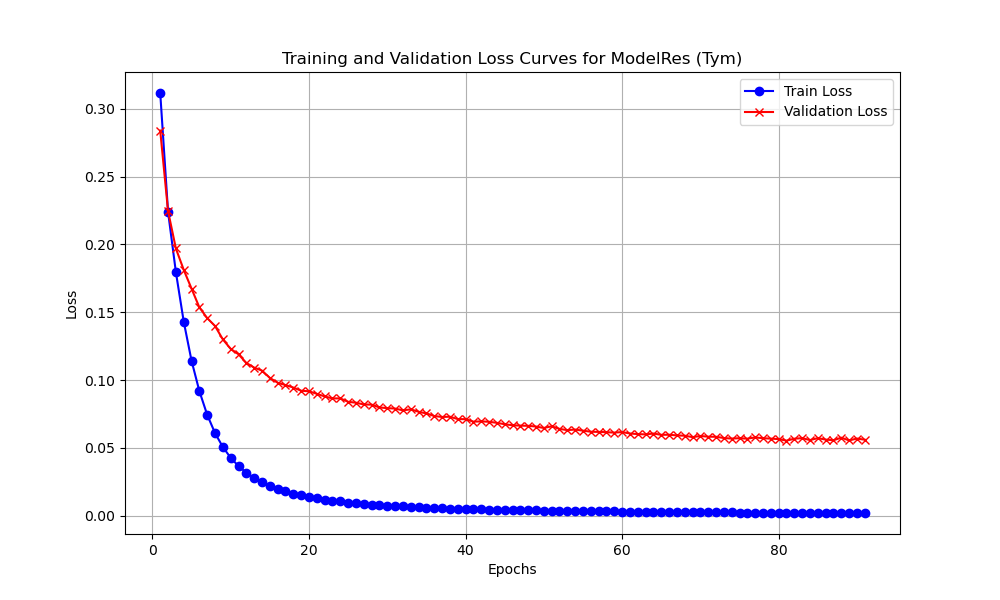 Training and Validation Loss Curves for ModelRes (Tym)
Train Loss
Validation Loss
0.30
0.25
0.20
0.15
0.10
0.05
0.00
Loss
0
20
40
60
80
Epochs